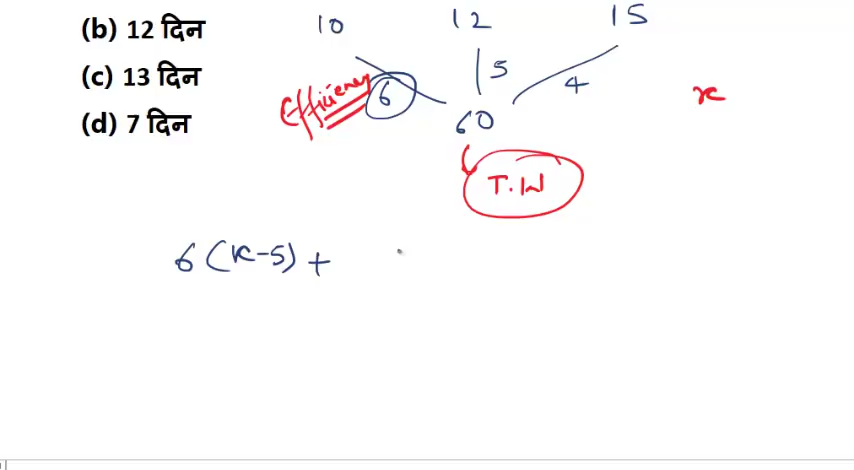 10 12 15
(b) 12 दिन
(c) 13 दिन
5
4
Efficiency 6
x
(d) 7 दिन
60
T.W
6(x-5)+